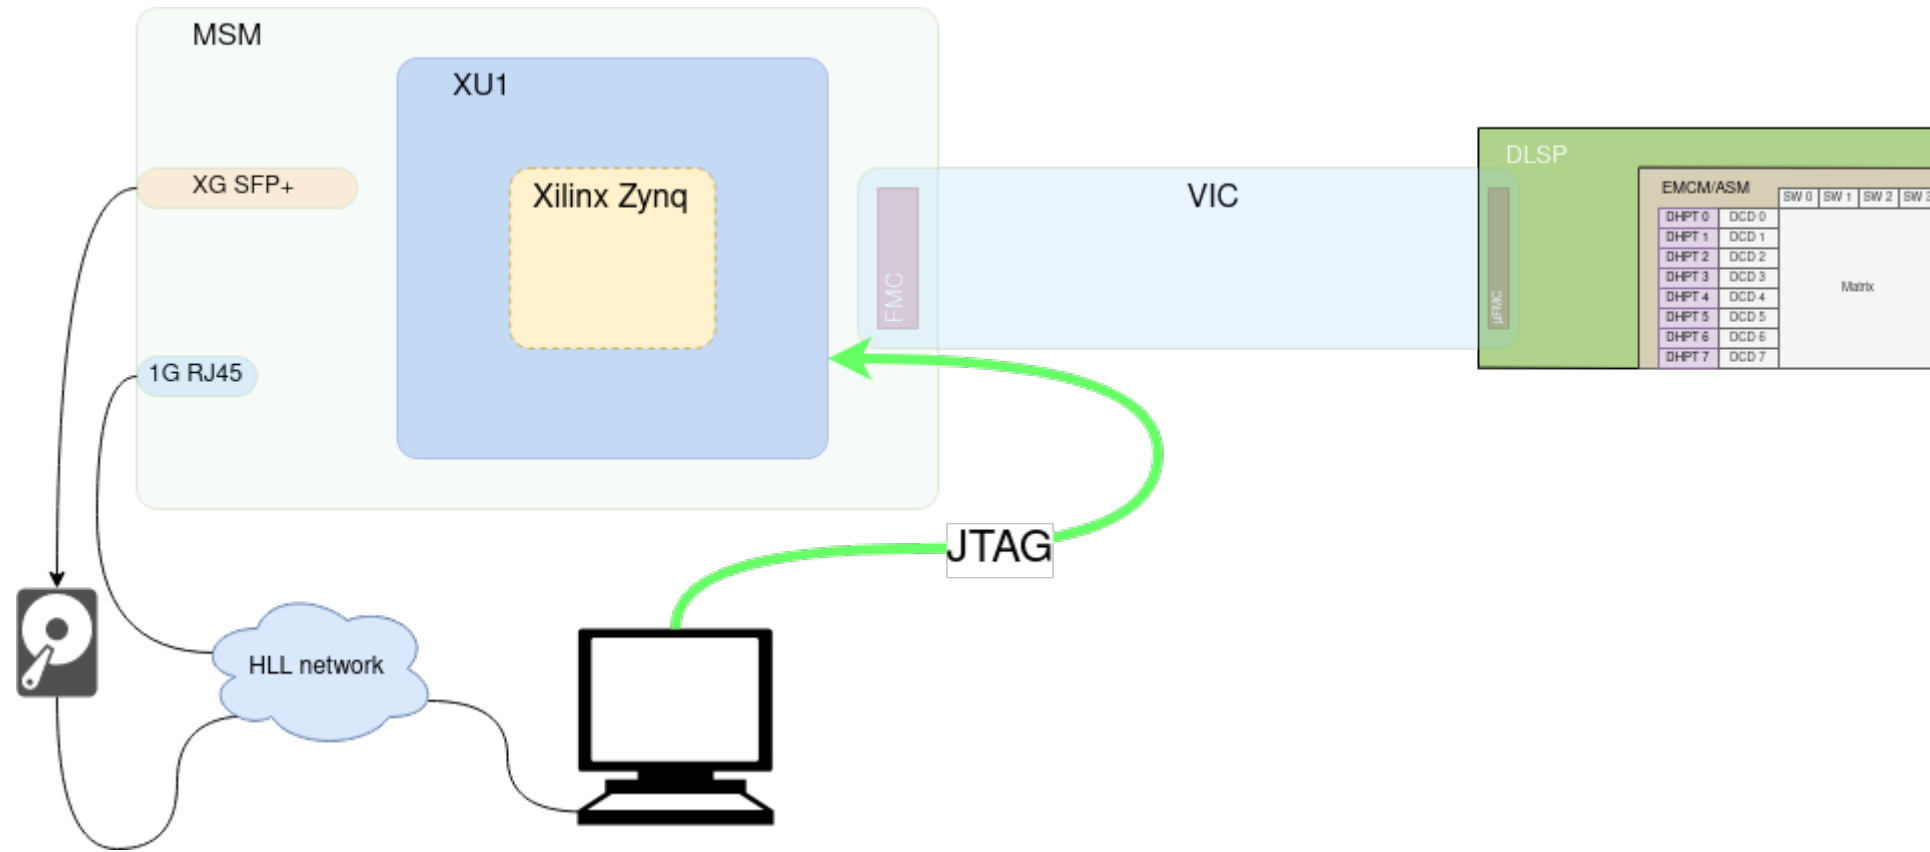 MSM
XU1
XG SFP+
Xilinx Zynq
1G RJ45
FMC
VIC
µFMC
DLSP
EMCM/ASM
SW 0 SW 1 SW 2 SW 3
DHPT 0 DCD 0
DHPT 1 DCD 1
DHPT 2 DCD 2
DHPT 3 DCD 3
DHPT 4 DCD 4
DHPT 5 DCD 5
DHPT 6 DCD 6
DHPT 7 DCD 7
Matrix
JTAG
HLL network